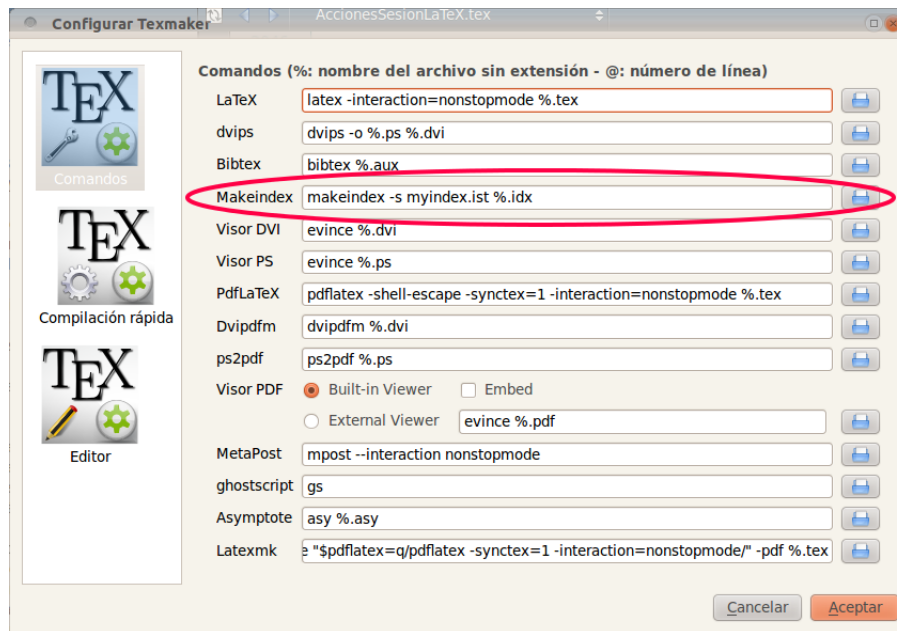 AccionesSesionLaTeX.tex
Configurar Texmaker
Comandos (%: nombre del archivo sin extensión - @: número de línea)
TEX
Comandos
TEX
Compilación rápida
TEX
Editor
LaTeX latex -interaction=nonstopmode %.tex
dvips dvips -o %.ps %.dvi
Bibtex bibtex %.aux
Makeindex makeindex -s myindex.ist %.idx
Visor DVI evince %.dvi
Visor PS evince %.ps
PdfLaTeX pdflatex -shell-escape -synctex=1 -interaction=nonstopmode %.tex
Dvipdfm dvipdfm %.dvi
ps2pdf ps2pdf %.ps
Visor PDF Built-in Viewer Embed
External Viewer evince %.pdf
MetaPost mpost --interaction nonstopmode
ghostscript gs
Asymptote asy %.asy
Latexmk e "$pdflatex=q/pdflatex -synctex=1 -interaction=nonstopmode/" -pdf %.tex
Cancelar Aceptar